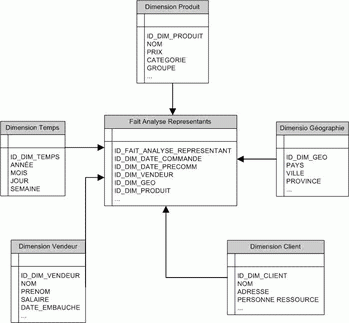 Dimension Produit
ID_DIM_PRODUIT
NOM
PRIX
CATEGORIE
GROUPE
...
Dimension Temps
ID_DIM_TEMPS
ANNÉE
MOIS
JOUR
SEMAINE
Fait Analyse Representants
ID_FAIT_ANALYSE_REPRESENTANT
ID_DIM_DATE_COMMANDE
ID_DIM_DATE_PRECOMM
ID_DIM_VENDEUR
ID_DIM_GEO
ID_DIM_PRODUIT
...
Dimensio Géographie
ID_DIM_GEO
PAYS
VILLE
PROVINCE
...
Dimension Vendeur
ID_DIM_VENDEUR
NOM
PRENOM
SALAIRE
DATE_EMBAUCHE
...
Dimension Client
ID_DIM_CLIENT
NOM
ADRESSE
PERSONNE RESSOURCE
...